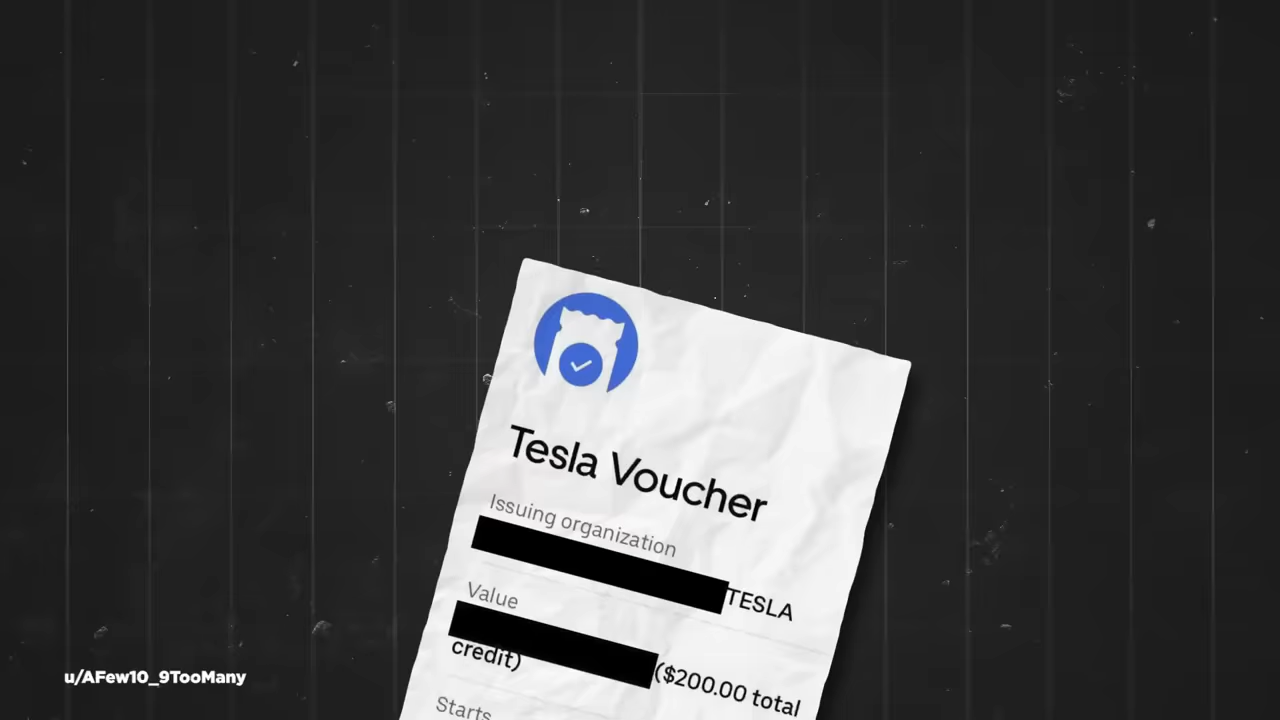 Tesla Voucher
Issuing organization
TESLA
Value
($200.00 total
credit)
Starts
u/AFew10_9TooMany